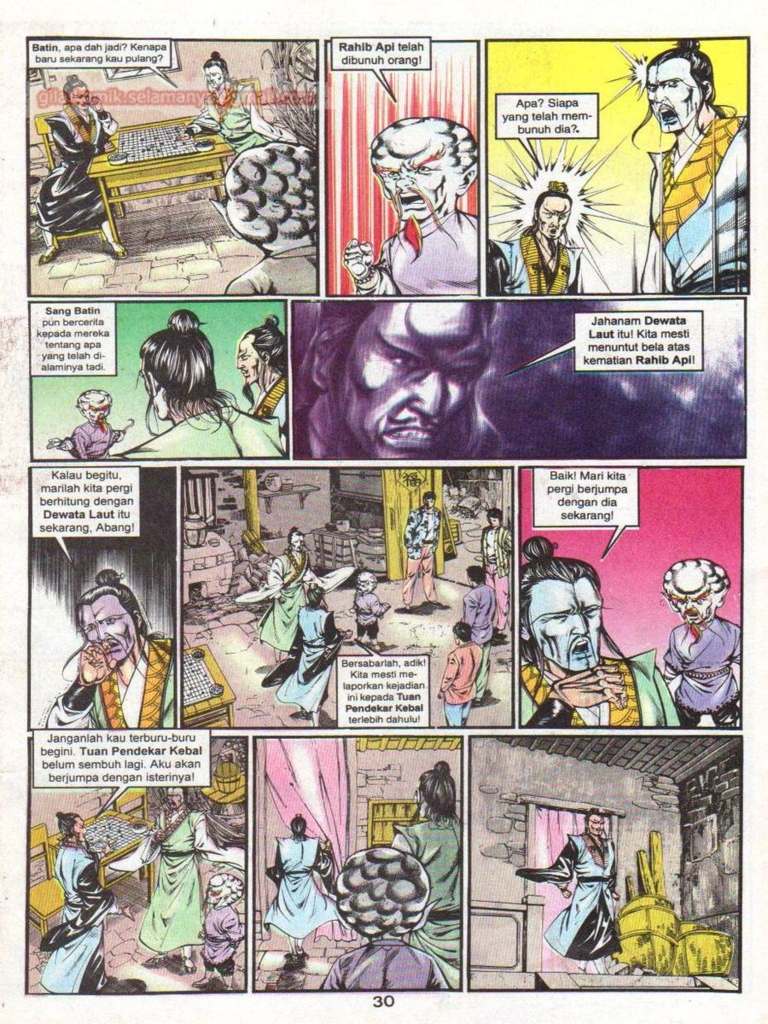 Batin, apa dah jadi? Kenapa
baru sekarang kau pulang?
Rahib Api telah
dibunuh orang!
Apa? Siapa
yang telah mem-
bunuh dia?
Sang Batin
pun bercerita
kepada mereka
tentang apa
yang telah di-
alaminya tadi.
Jahanam Dewata
Laut itu! Kita mesti
menuntut bela atas
kematian Rahib Api!
Kalau begitu,
marilah kita pergi
berhitung dengan
Dewata Laut itu
sekarang, Abang!
福
Bersabarlah, adik!
Kita mesti me-
laporkan kejadian
ini kepada Tuan
Pendekar Kebal
terlebih dahulu!
Baik! Mari kita
pergi berjumpa
dengan dia
sekarang!
Janganlah kau terburu-buru
begini. Tuan Pendekar Kebal
belum sembuh lagi. Aku akan
berjumpa dengan isterinya!
30